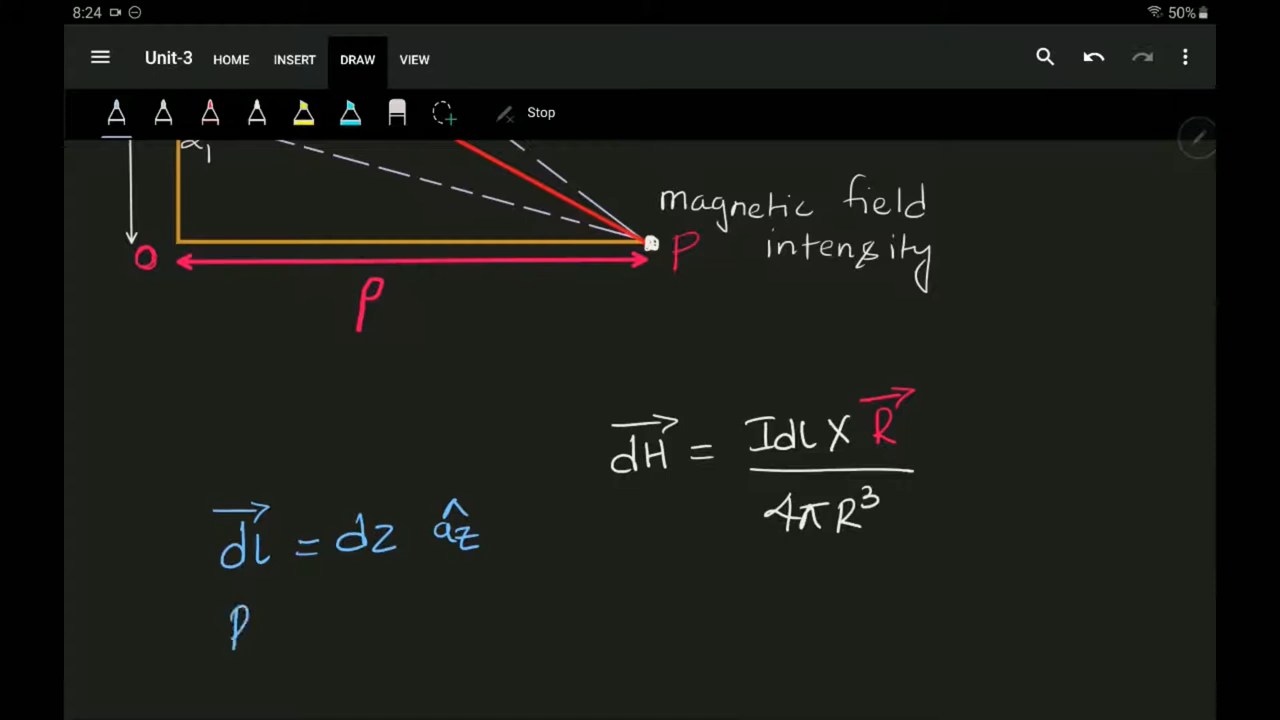 8:24 50%
Unit-3 HOME INSERT DRAW VIEW
Stop
α1
magnetic field
intensity
O P
ρ
dH = Idl X R
4πR³
dl = dz âz
P